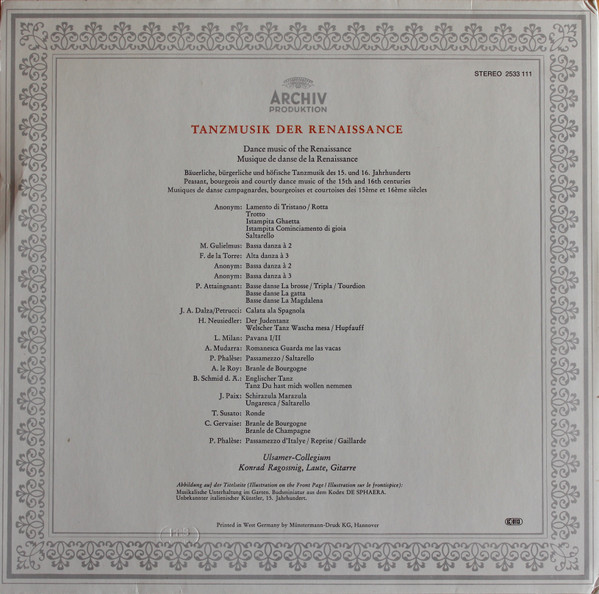 STEREO 2533 111
ARCHIV
PRODUKTION
TANZMUSIK DER RENAISSANCE
Dance music of the Renaissance
Musique de danse de la Renaissance
Bäuerliche, bürgerliche und höfische Tanzmusik des 15. und 16. Jahrhunderts
Peasant, bourgeois and courtly dance music of the 15th and 16th centuries
Musiques de danse campagnardes, bourgeoises et courtoises des 15ème et 16ème siècles
Anonym: Lamento di Tristano / Rotta
Trotto
Istampita Ghaetta
Istampita Cominciamento di gioia
Saltarello
M. Gulielmus: Bassa danza à 2
F. de la Torre: Alta danza à 3
Anonym: Bassa danza à 2
Anonym: Bassa danza à 3
P. Attaingnant: Basse danse La brosse / Tripla / Tourdion
Basse danse La gatta
Basse danse La Magdalena
J. A. Dalza/Petrucci: Calata ala Spagnola
H. Neusiedler: Der Judentanz
Welscher Tanz Wascha mesa / Hupfauff
L. Milan: Pavana I/II
A. Mudarra: Romanesca Guarda me las vacas
P. Phalèse: Passamezzo / Saltarello
A. le Roy: Branle de Bourgogne
B. Schmid d. Ä.: Englischer Tanz
Tanz Du hast mich wollen nemmen
J. Paix: Schirazula Marazula
Ungaresca / Saltarello
T. Susato: Ronde
C. Gervaise: Branle de Bourgogne
Branle de Champagne
P. Phalèse: Passamezzo d'Italye / Reprise / Gaillarde
Ulsamer-Collegium
Konrad Ragossnig, Laute, Gitarre
Abbildung auf der Titelseite (Illustration on the Front Page / Illustration sur le frontispice):
Musikalische Unterhaltung im Garten. Buchminiatur aus dem Kodex DE SPHAERA.
Unbekannter italienischer Künstler, 15. Jahrhundert.
Printed in West Germany by Münstermann-Druck KG, Hannover